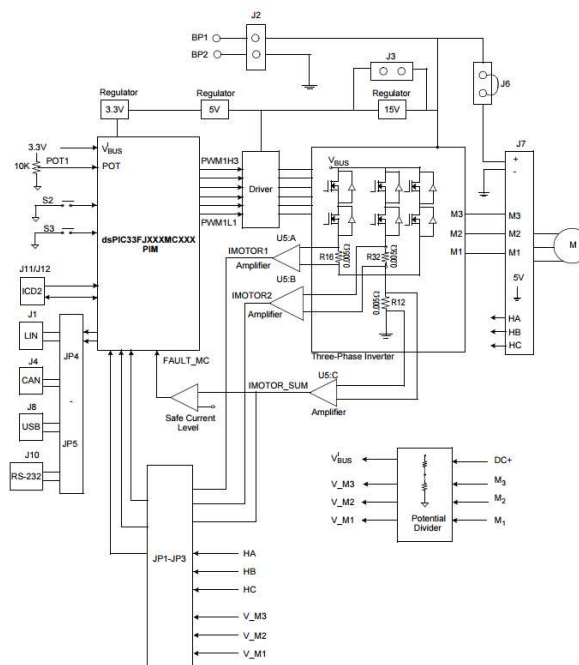 J2
BP1
BP2
J3
J6
Regulator
3.3V
Regulator
5V
Regulator
15V
J7
3.3V
V'BUS
10K
POT1
POT
PWM1H3
PWM1L1
Driver
VBUS
+
-
S2
S3
dsPIC33FJXXXMCXXX
PIM
M3
M2
M1
M3
M2
M1
M
U5:A
IMOTOR1
Amplifier
R16
0.005Ω
R32
0.005Ω
J11/J12
ICD2
U5:B
IMOTOR2
Amplifier
0.005Ω
R12
5V
HA
HB
HC
J1
LIN
JP4
-
JP5
J4
CAN
Three-Phase Inverter
FAULT_MC
U5:C
IMOTOR_SUM
Amplifier
Safe Current
Level
J8
USB
J10
RS-232
V'BUS
V_M3
V_M2
V_M1
DC+
M3
M2
M1
Potential
Divider
JP1-JP3
HA
HB
HC
V_M3
V_M2
V_M1